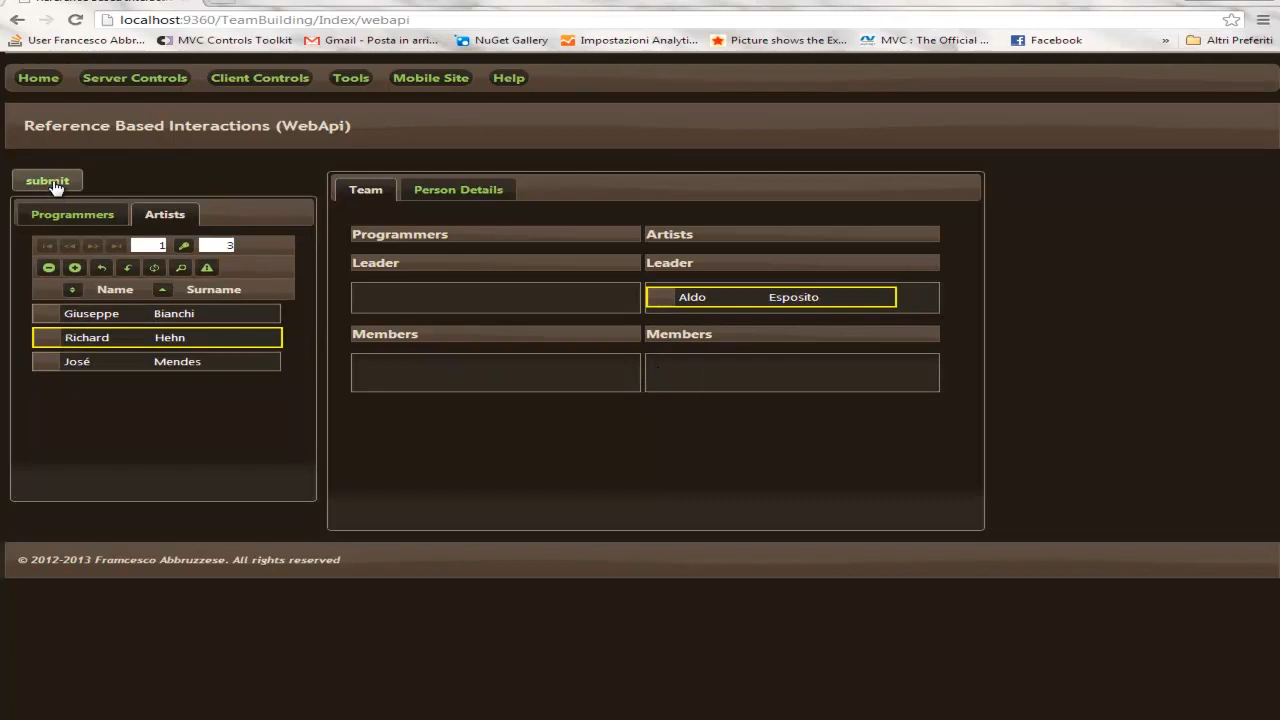 localhost:9360/TeamBuilding/Index/webapi
User Francesco Abbr... MVC Controls Toolkit Gmail - Posta in arri... NuGet Gallery Impostazioni Analyti... Picture shows the Ex... MVC : The Official ... Facebook » Altri Preferiti
Home Server Controls Client Controls Tools Mobile Site Help
Reference Based Interactions (WebApi)
submit
Programmers Artists
1 3
Name Surname
Giuseppe Bianchi
Richard Hehn
José Mendes
Team Person Details
Programmers Artists
Leader Leader
Aldo Esposito
Members Members
© 2012-2013 Framcesco Abbruzzese. All rights reserved